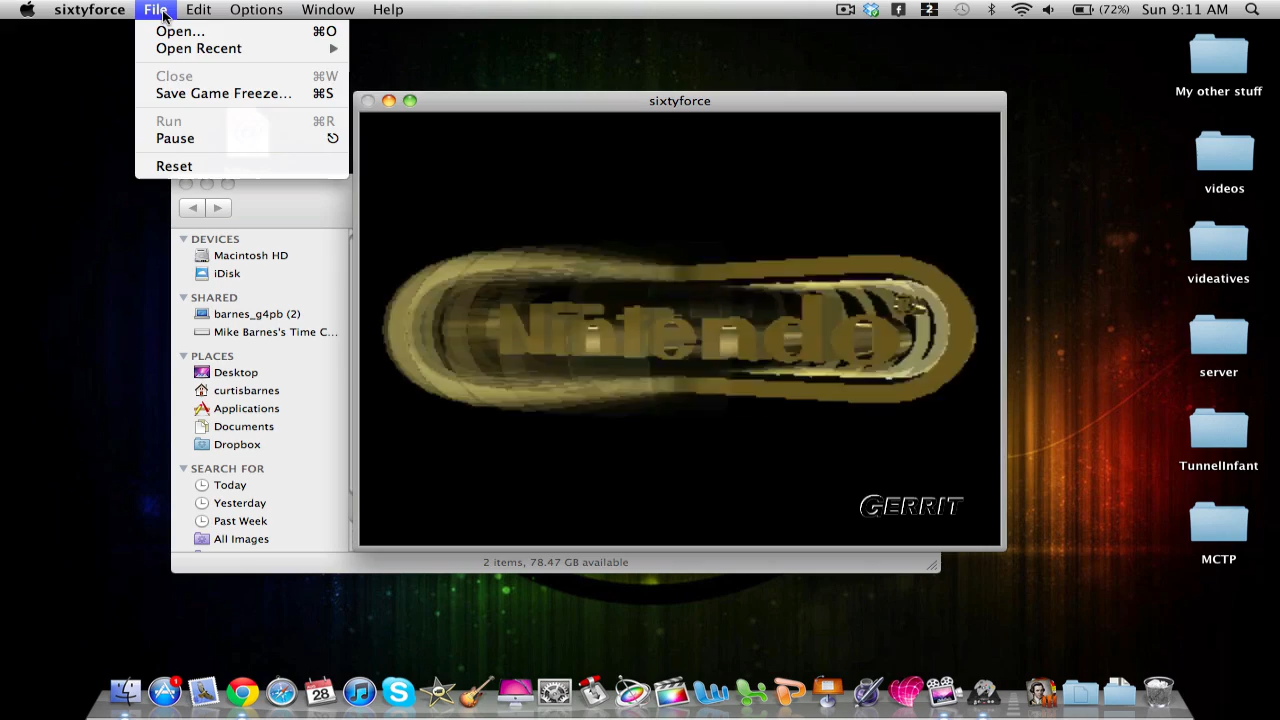 sixtyforce File Edit Options Window Help
2 (72%) Sun 9:11 AM
Open... ⌘O
Open Recent
Close ⌘W
Save Game Freeze... ⌘S
Run ⌘R
Pause
Reset
sixtyforce
Nintendo
GERRIT
DEVICES
Macintosh HD
iDisk
SHARED
barnes_g4pb (2)
Mike Barnes's Time C...
PLACES
Desktop
curtisbarnes
Applications
Documents
Dropbox
SEARCH FOR
Today
Yesterday
Past Week
All Images
2 items, 78.47 GB available
My other stuff
videos
videatives
server
TunnelInfant
MCTP
1
28